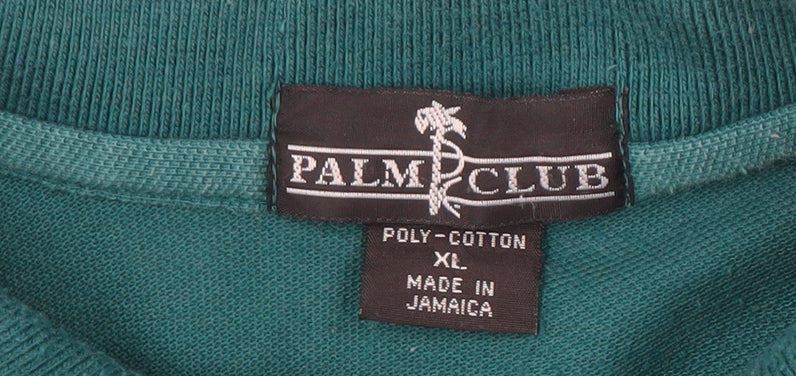 PALM CLUB
POLY-COTTON
XL
MADE IN
JAMAICA